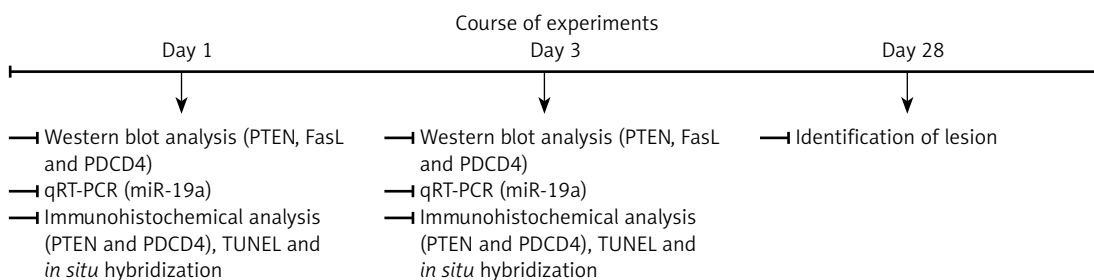 Course of experiments
Day 1
Day 3
Day 28
Western blot analysis (PTEN, FasL
and PDCD4)
qRT-PCR (miR-19a)
Immunohistochemical analysis
(PTEN and PDCD4), TUNEL and
in situ hybridization
Western blot analysis (PTEN, FasL
and PDCD4)
qRT-PCR (miR-19a)
Immunohistochemical analysis
(PTEN and PDCD4), TUNEL and
in situ hybridization
Identification of lesion